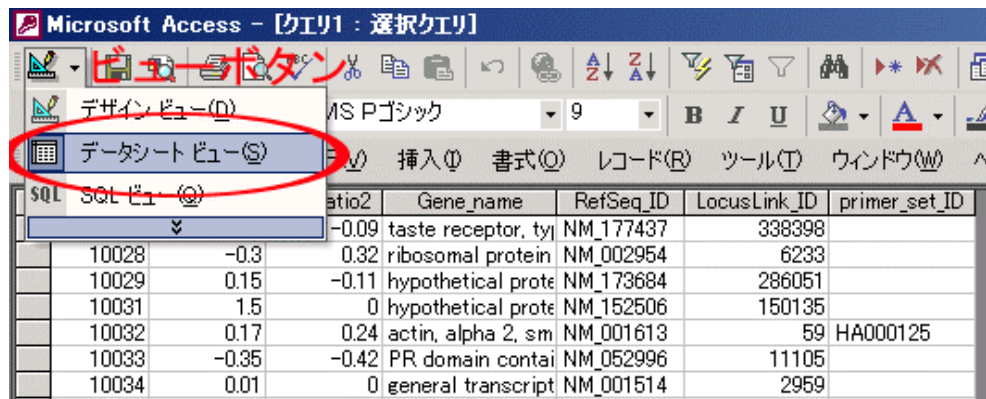 Microsoft Access - [クエリ1 : 選択クエリ]
ビューボタン
デザイン ビュー(D) MS Pゴシック 9 B I U A
データシート ビュー(S) (V) 挿入(I) 書式(O) レコード(R) ツール(T) ウィンドウ(W)
SQL SQL ビュー(Q) atio2 Gene_name RefSeq_ID LocusLink_ID primer_set_ID
-0.09 taste receptor, ty NM_177437 338398
10028 -0.3 0.32 ribosomal protein NM_002954 6233
10029 0.15 -0.11 hypothetical prote NM_173684 286051
10031 1.5 0 hypothetical prote NM_152506 150135
10032 0.17 0.24 actin, alpha 2, sm NM_001613 59 HA000125
10033 -0.35 -0.42 PR domain contai NM_052996 11105
10034 0.01 0 general transcript NM_001514 2959